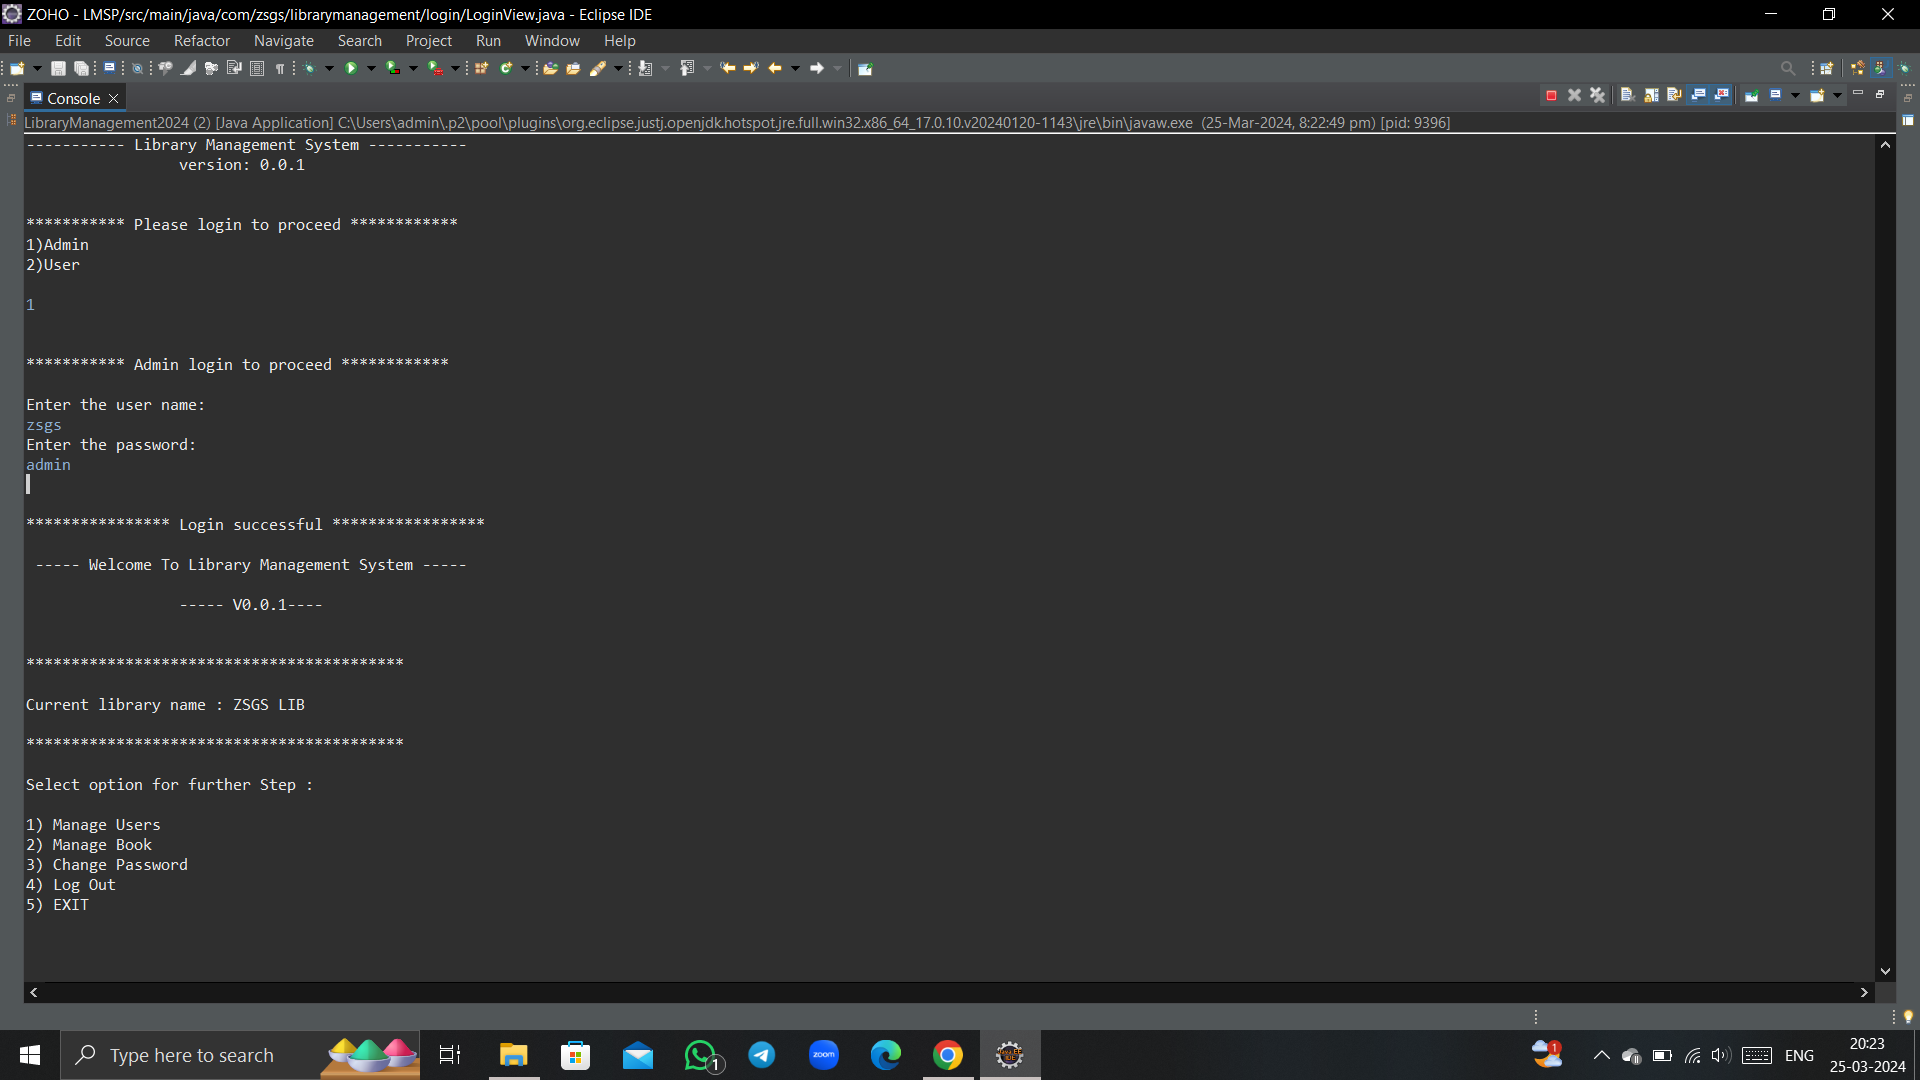 ZOHO - LMSP/src/main/java/com/zsgs/librarymanagement/login/LoginView.java - Eclipse IDE
File Edit Source Refactor Navigate Search Project Run Window Help
Console
LibraryManagement2024 (2) [Java Application] C:\Users\admin\.p2\pool\plugins\org.eclipse.justj.openjdk.hotspot.jre.full.win32.x86_64_17.0.10.v20240120-1143\jre\bin\javaw.exe (25-Mar-2024, 8:22:49 pm) [pid: 9396]
----------- Library Management System -----------
version: 0.0.1
*********** Please login to proceed ************
1)Admin
2)User
1
*********** Admin login to proceed ************
Enter the user name:
zsgs
Enter the password:
admin
**************** Login successful *****************
----- Welcome To Library Management System -----
----- V0.0.1----
******************************************
Current library name : ZSGS LIB
******************************************
Select option for further Step :
1) Manage Users
2) Manage Book
3) Change Password
4) Log Out
5) EXIT
Type here to search
zoom
1
1
ENG
20:23
25-03-2024